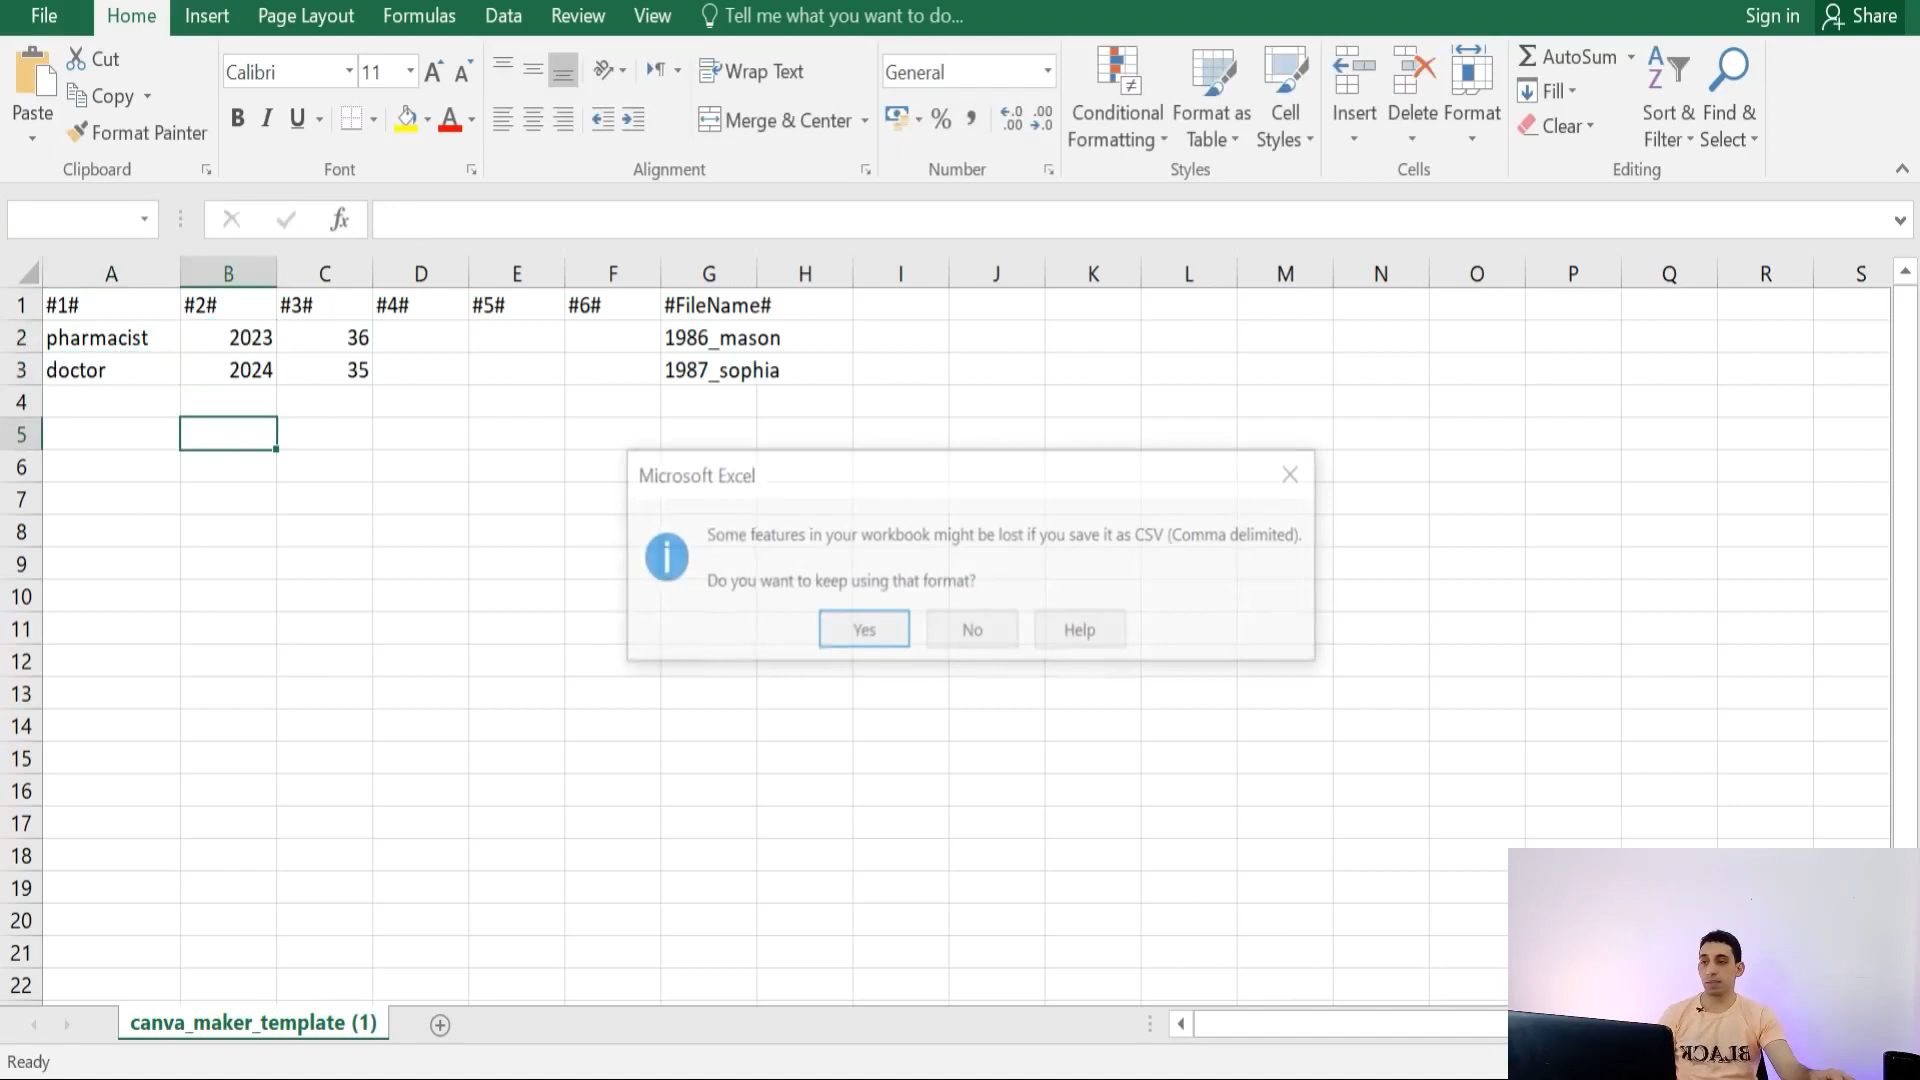 File Home Insert Page Layout Formulas Data Review View Tell me what you want to do... Sign in Share
Paste
Cut
Copy
Format Painter
Clipboard
Calibri 11
B I U A
Font
Wrap Text
Merge & Center
Alignment
General
% 
Number
Conditional Formatting
Format as Table
Cell Styles
Styles
Insert
Delete
Format
Cells
AutoSum
Fill
Clear
Sort & Filter
Find & Select
Editing
fx
A B C D E F G H I J K L M N O P Q R S
1 #1# #2# #3# #4# #5# #6# #FileName#
2 pharmacist 2023 36 1986_mason
3 doctor 2024 35 1987_sophia
4
5
6
7
8
9
10
11
12
13
14
15
16
17
18
19
20
21
22
Microsoft Excel
Some features in your workbook might be lost if you save it as CSV (Comma delimited).
Do you want to keep using that format?
Yes No Help
canva_maker_template (1)
Ready
BLACK